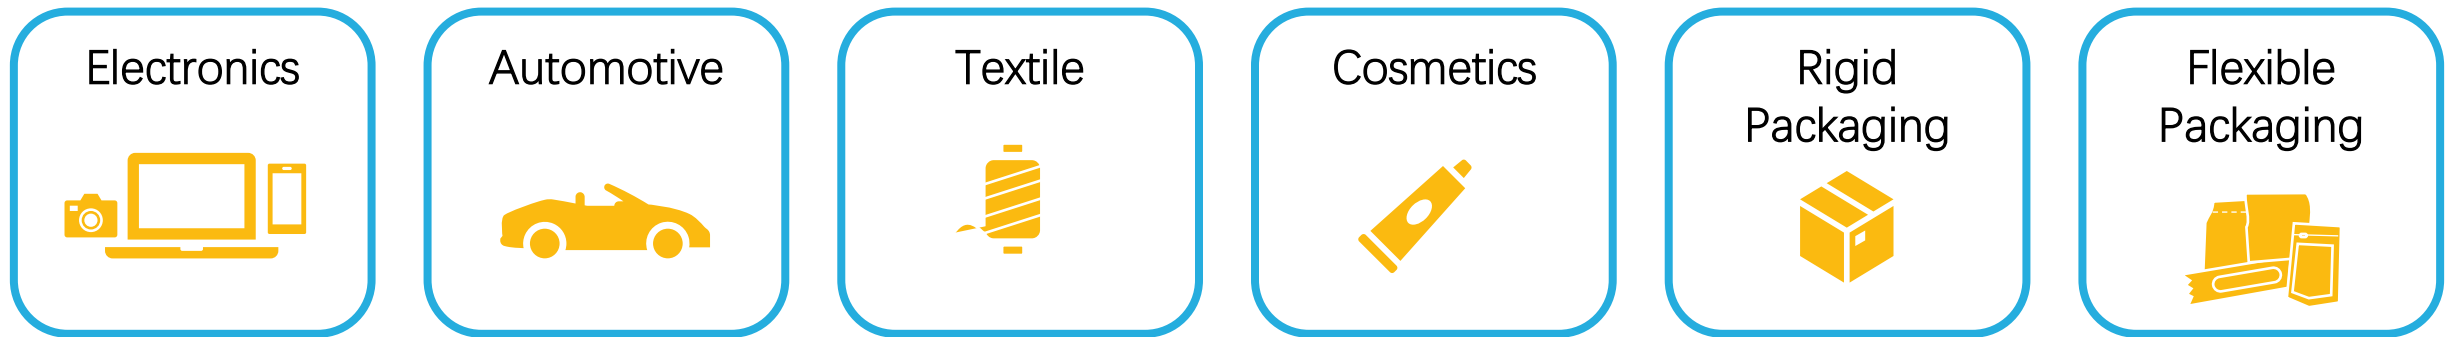 Electronics
Automotive
Textile
Cosmetics
Rigid
Packaging
Flexible
Packaging